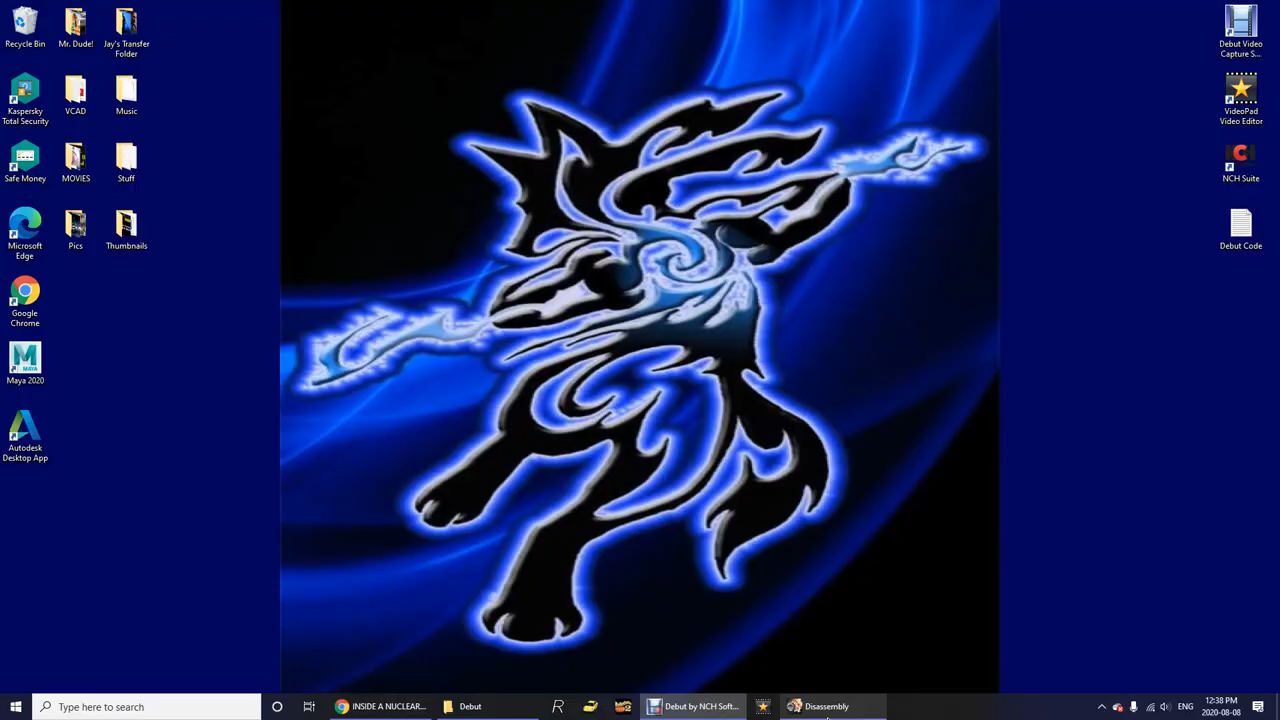 Recycle Bin
Mr. Dude!
Jay's Transfer
Folder
Kaspersky
Total Security
VCAD
Music
Safe Money
MOVIES
Stuff
Microsoft
Edge
Pics
Thumbnails
Google
Chrome
Maya 2020
Autodesk
Desktop App
Debut Video
Capture S...
VideoPad
Video Editor
NCH Suite
Debut Code
Type here to search
INSIDE A NUCLEAR...
Debut
Debut by NCH Soft...
Disassembly
ENG
12:38 PM
2020-08-08